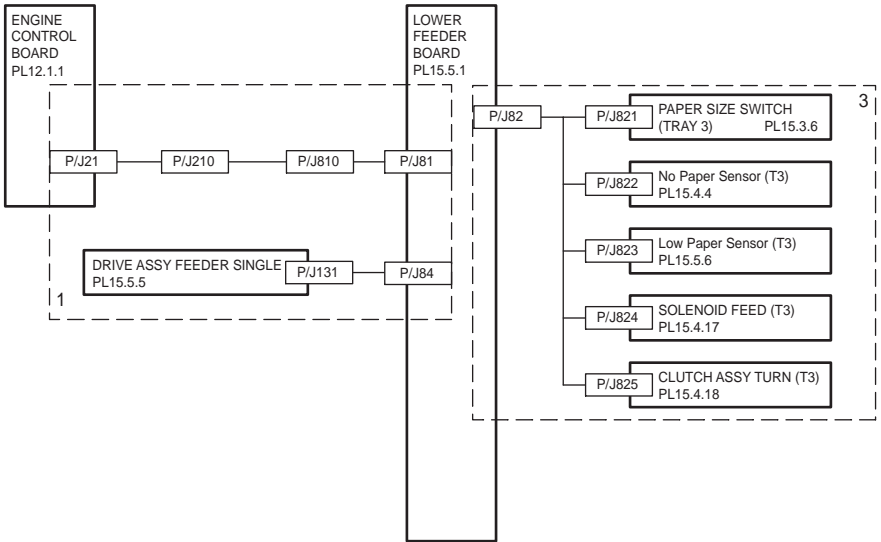 ENGINE
CONTROL
BOARD
PL12.1.1
LOWER
FEEDER
BOARD
PL15.5.1
3
P/J82
P/J821
PAPER SIZE SWITCH
(TRAY 3) PL15.3.6
P/J21
P/J210
P/J810
P/J81
P/J822
No Paper Sensor (T3)
PL15.4.4
P/J823
Low Paper Sensor (T3)
PL15.5.6
DRIVE ASSY FEEDER SINGLE
PL15.5.5
P/J131
P/J84
1
P/J824
SOLENOID FEED (T3)
PL15.4.17
P/J825
CLUTCH ASSY TURN (T3)
PL15.4.18